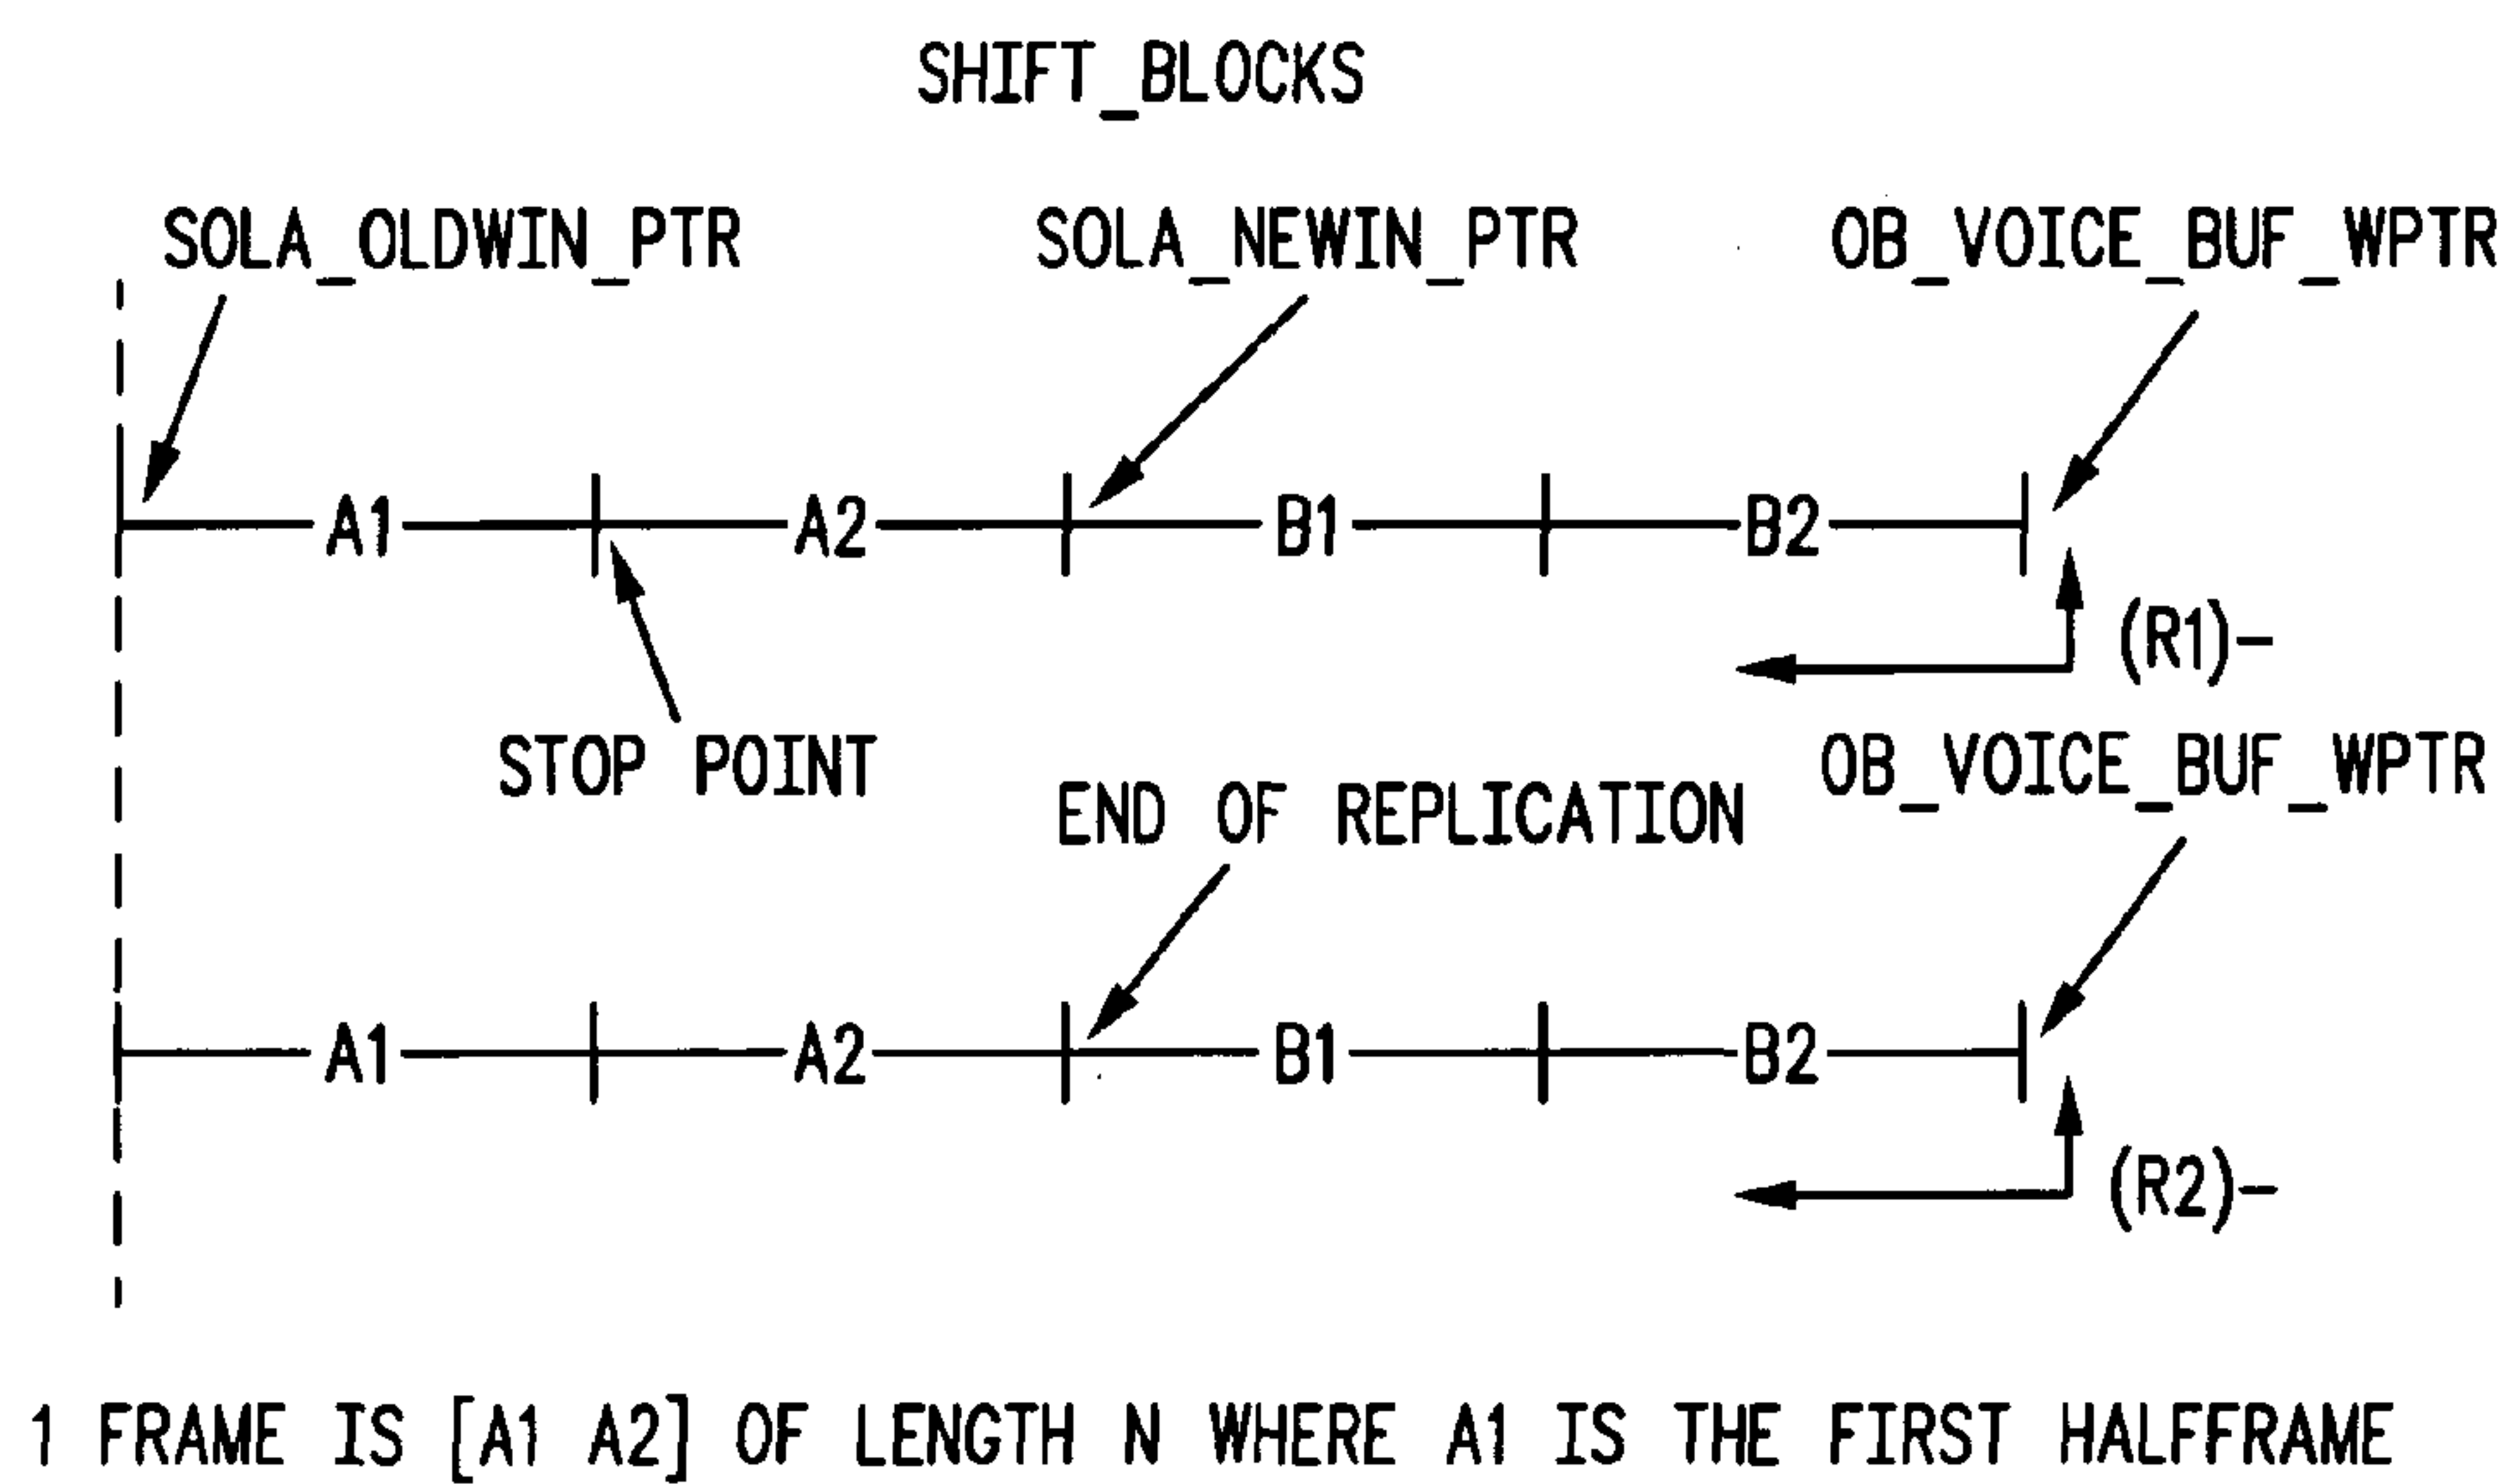 SHIFT_BLOCKS
SOLA_OLDWIN_PTR SOLA_NEWIN_PTR OB_VOICE_BUF_WPTR
A1 A2 B1 B2
(R1)-
STOP POINT OB_VOICE_BUF_WPTR
END OF REPLICATION
A1 A2 B1 B2
(R2)-
1 FRAME IS [A1 A2] OF LENGTH N WHERE A1 IS THE FIRST HALFFRAME